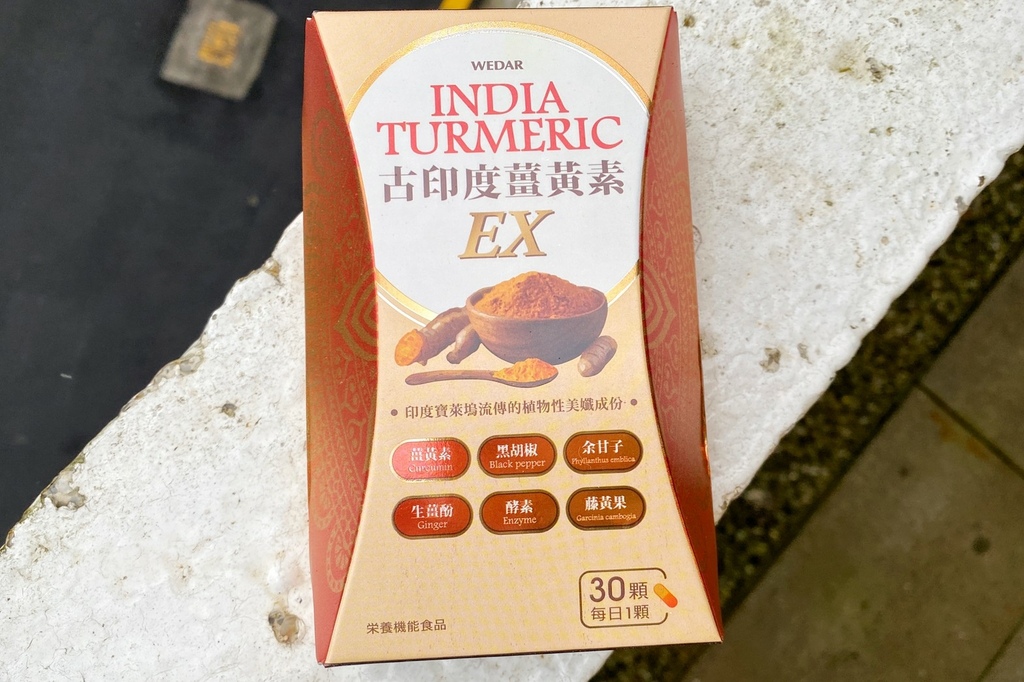 WEDAR
INDIA
TURMERIC
古印度薑黃素
EX
• 印度寶萊塢流傳的植物性美孅成份 •
薑黃素
Curcumin
黑胡椒
Black pepper
余甘子
Phyllanthus emblica
生薑酚
Ginger
酵素
Enzyme
藤黃果
Garcinia cambogia
30顆
每日1顆
栄養機能食品